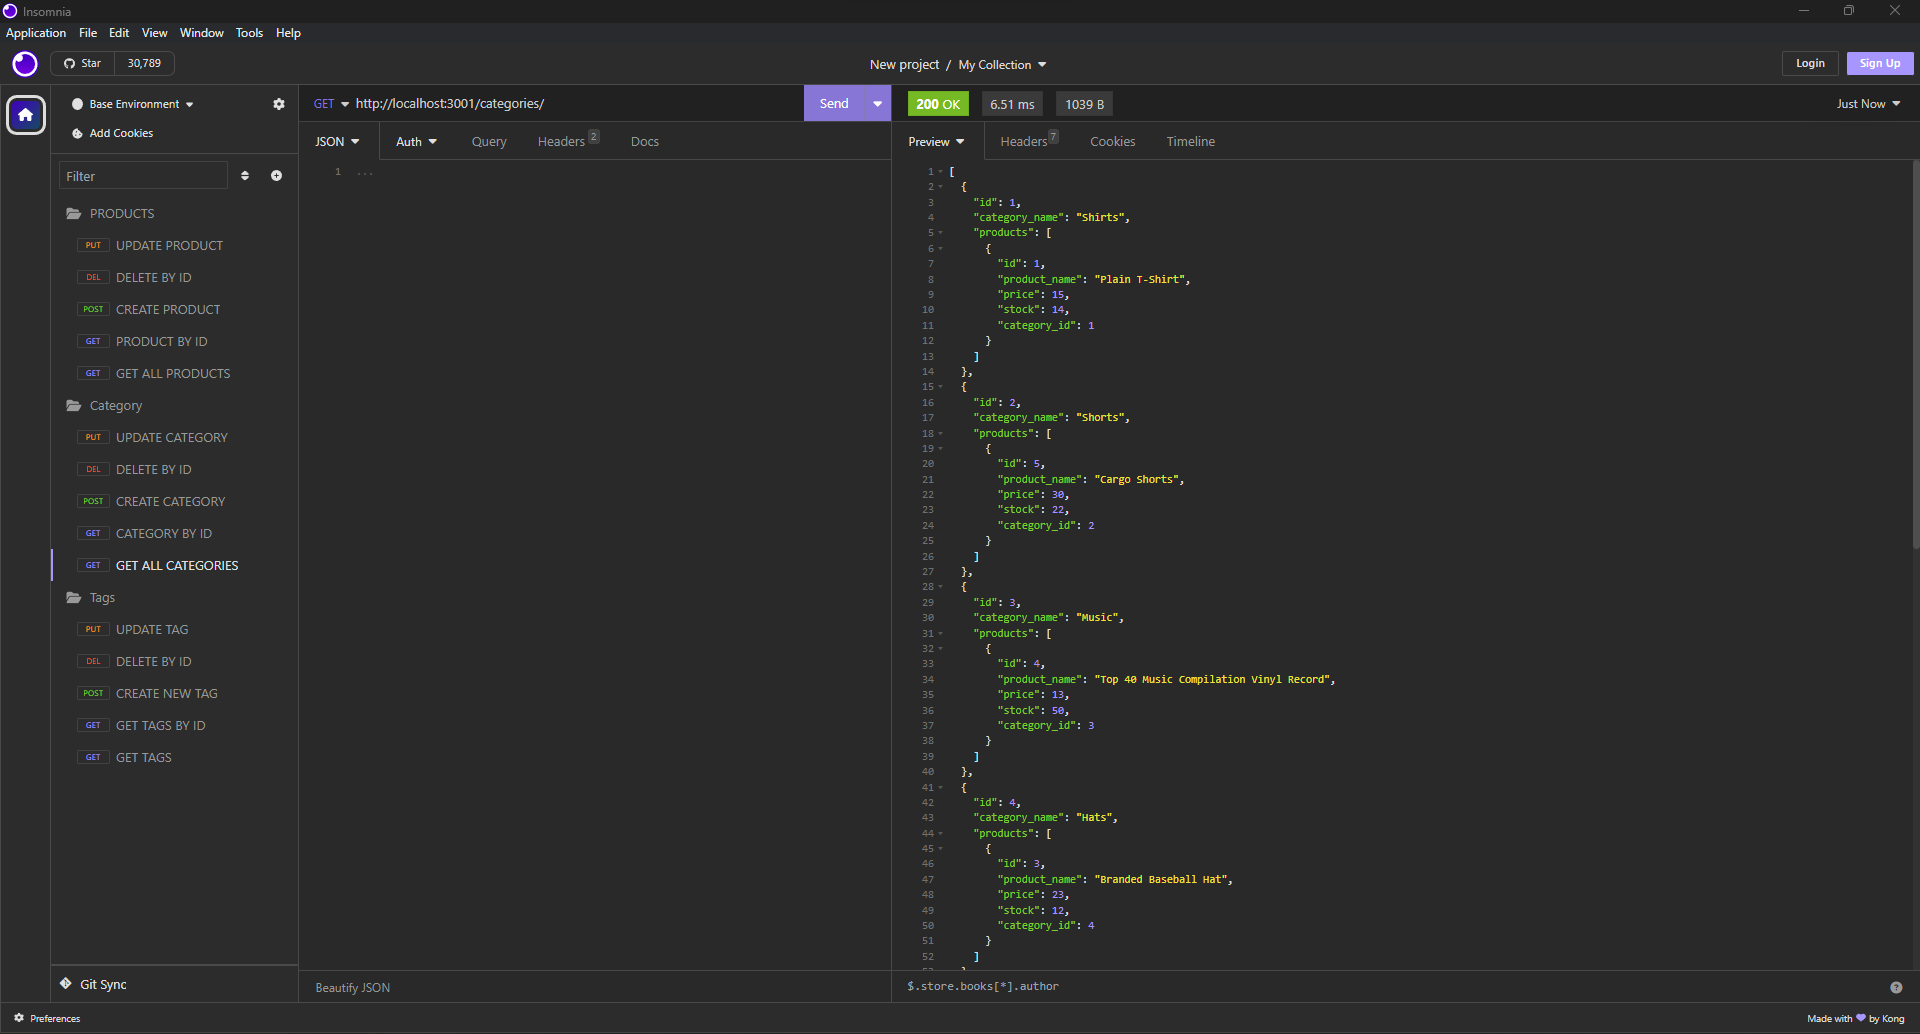 Insomnia
Application File Edit View Window Tools Help
Star 30,789
New project / My Collection
Login Sign Up
Base Environment
Add Cookies
Filter
PRODUCTS
PUT UPDATE PRODUCT
DEL DELETE BY ID
POST CREATE PRODUCT
GET PRODUCT BY ID
GET GET ALL PRODUCTS
Category
PUT UPDATE CATEGORY
DEL DELETE BY ID
POST CREATE CATEGORY
GET CATEGORY BY ID
GET GET ALL CATEGORIES
Tags
PUT UPDATE TAG
DEL DELETE BY ID
POST CREATE NEW TAG
GET GET TAGS BY ID
GET GET TAGS
Git Sync
GET http://localhost:3001/categories/ Send
JSON Auth Query Headers 2 Docs
1 ...
Beautify JSON
200 OK 6.51 ms 1039 B Just Now
Preview Headers 7 Cookies Timeline
1 [
2 {
3 "id": 1,
4 "category_name": "Shirts",
5 "products": [
6 {
7 "id": 1,
8 "product_name": "Plain T-Shirt",
9 "price": 15,
10 "stock": 14,
11 "category_id": 1
12 }
13 ]
14 },
15 {
16 "id": 2,
17 "category_name": "Shorts",
18 "products": [
19 {
20 "id": 5,
21 "product_name": "Cargo Shorts",
22 "price": 30,
23 "stock": 22,
24 "category_id": 2
25 }
26 ]
27 },
28 {
29 "id": 3,
30 "category_name": "Music",
31 "products": [
32 {
33 "id": 4,
34 "product_name": "Top 40 Music Compilation Vinyl Record",
35 "price": 13,
36 "stock": 50,
37 "category_id": 3
38 }
39 ]
40 },
41 {
42 "id": 4,
43 "category_name": "Hats",
44 "products": [
45 {
46 "id": 3,
47 "product_name": "Branded Baseball Hat",
48 "price": 23,
49 "stock": 12,
50 "category_id": 4
51 }
52 ]
$.store.books[*].author
Preferences
Made with 💜 by Kong